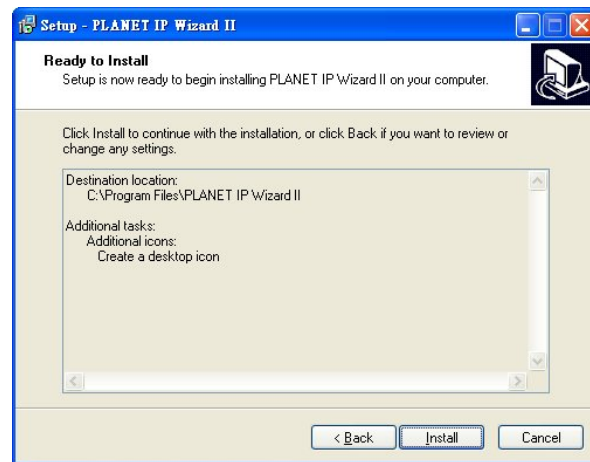 Setup - PLANET IP Wizard II
Ready to Install
Setup is now ready to begin installing PLANET IP Wizard II on your computer.
Click Install to continue with the installation, or click Back if you want to review or
change any settings.
Destination location:
C:\Program Files\PLANET IP Wizard II
Additional tasks:
Additional icons:
Create a desktop icon
< Back
Install
Cancel